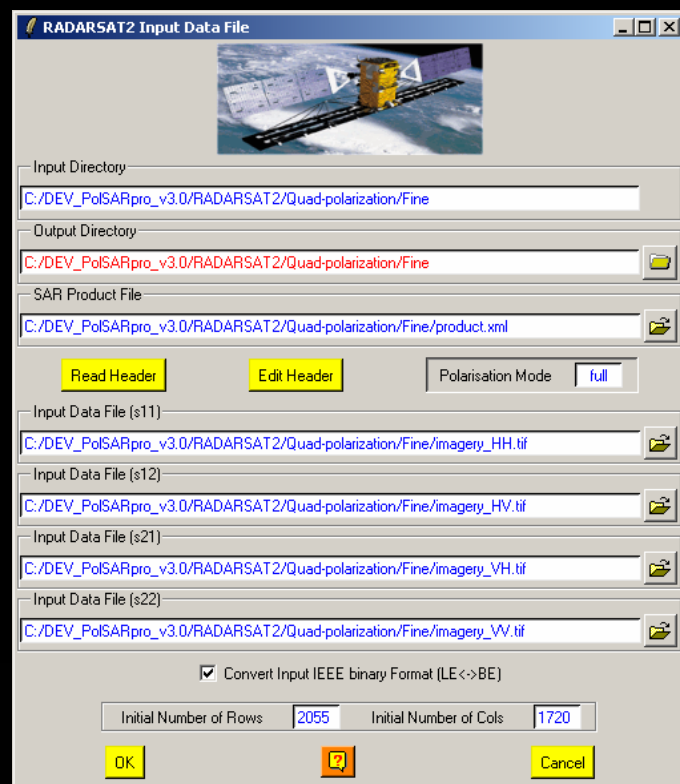 RADARSAT2 Input Data File
Input Directory
C:/DEV_PolSARpro_v3.0/RADARSAT2/Quad-polarization/Fine
Output Directory
C:/DEV_PolSARpro_v3.0/RADARSAT2/Quad-polarization/Fine
SAR Product File
C:/DEV_PolSARpro_v3.0/RADARSAT2/Quad-polarization/Fine/product.xml
Read Header Edit Header Polarisation Mode full
Input Data File (s11)
C:/DEV_PolSARpro_v3.0/RADARSAT2/Quad-polarization/Fine/imagery_HH.tif
Input Data File (s12)
C:/DEV_PolSARpro_v3.0/RADARSAT2/Quad-polarization/Fine/imagery_HV.tif
Input Data File (s21)
C:/DEV_PolSARpro_v3.0/RADARSAT2/Quad-polarization/Fine/imagery_VH.tif
Input Data File (s22)
C:/DEV_PolSARpro_v3.0/RADARSAT2/Quad-polarization/Fine/imagery_VV.tif
Convert Input IEEE binary Format (LE<->BE)
Initial Number of Rows 2055 Initial Number of Cols 1720
OK ? Cancel